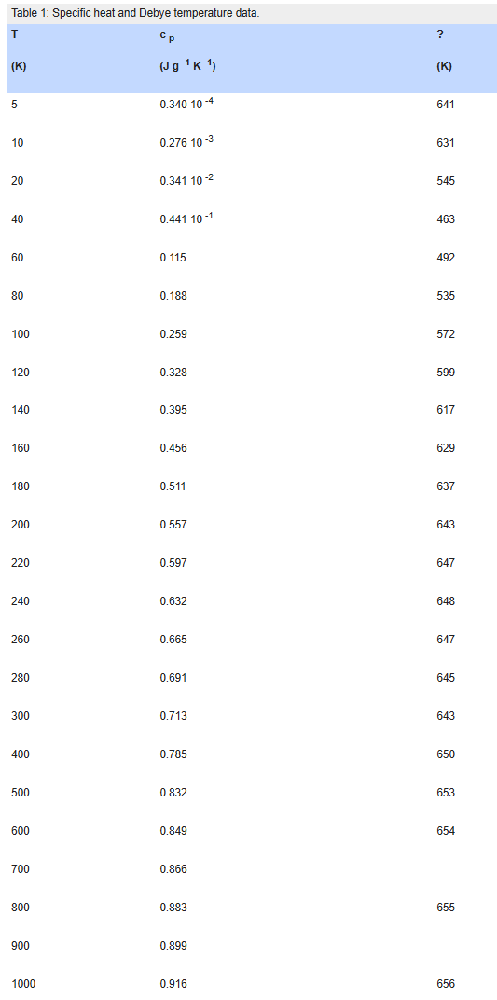 Table 1: Specific heat and Debye temperature data.
T c p ?
(K) (J g -1 K -1) (K)
5 0.340 10 -4 641
10 0.276 10 -3 631
20 0.341 10 -2 545
40 0.441 10 -1 463
60 0.115 492
80 0.188 535
100 0.259 572
120 0.328 599
140 0.395 617
160 0.456 629
180 0.511 637
200 0.557 643
220 0.597 647
240 0.632 648
260 0.665 647
280 0.691 645
300 0.713 643
400 0.785 650
500 0.832 653
600 0.849 654
700 0.866
800 0.883 655
900 0.899
1000 0.916 656